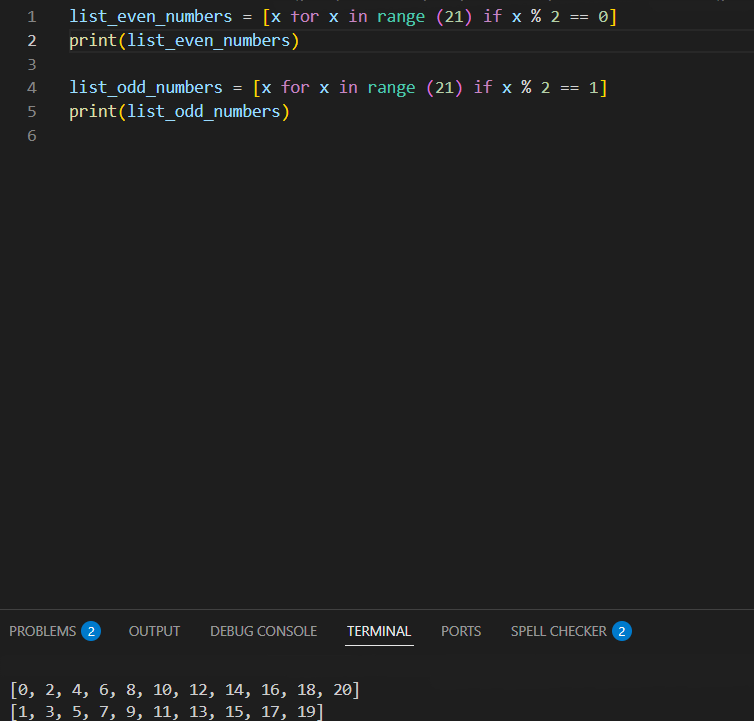 1 list_even_numbers = [x for x in range (21) if x % 2 == 0]
2 print(list_even_numbers)
3
4 list_odd_numbers = [x for x in range (21) if x % 2 == 1]
5 print(list_odd_numbers)
6
PROBLEMS 2 OUTPUT DEBUG CONSOLE TERMINAL PORTS SPELL CHECKER 2
[0, 2, 4, 6, 8, 10, 12, 14, 16, 18, 20]
[1, 3, 5, 7, 9, 11, 13, 15, 17, 19]